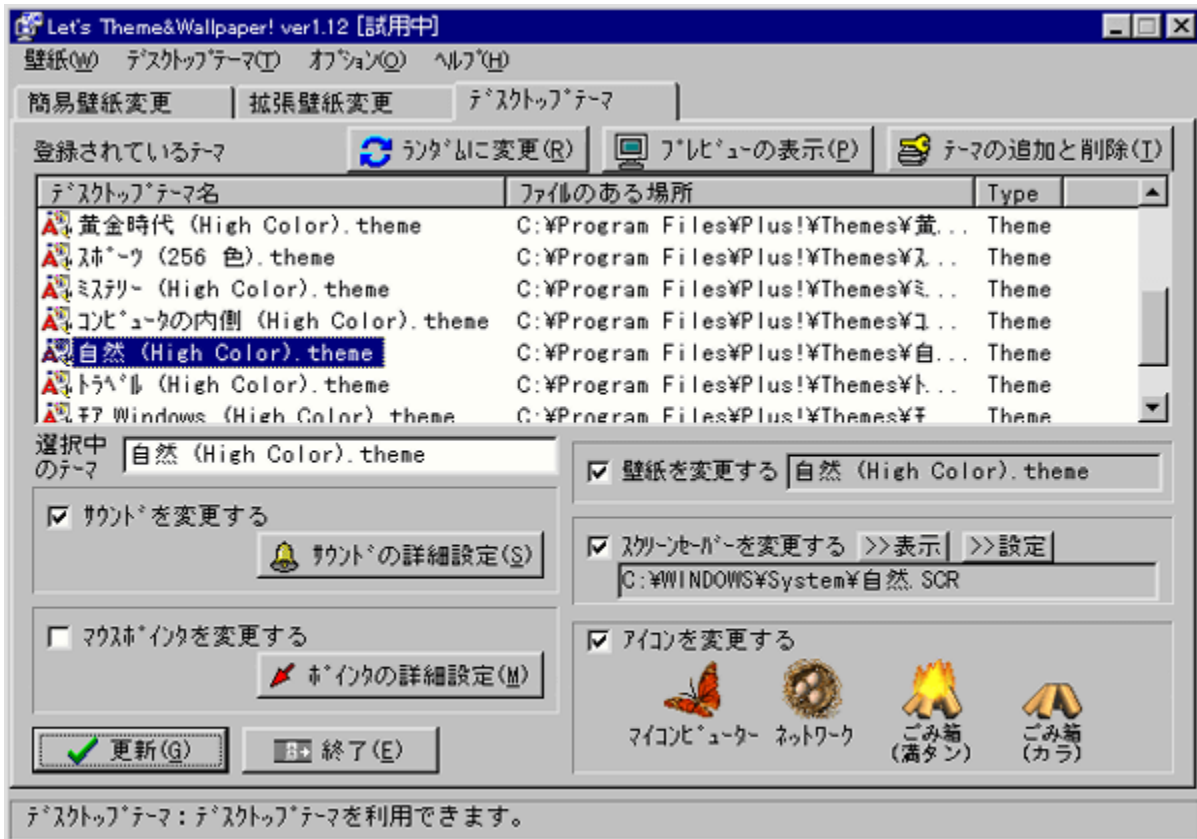 Let's Theme&Wallpaper! ver1.12 [試用中]
壁紙(W) ﾃﾞｽｸﾄｯﾌﾟﾃｰﾏ(T) ｵﾌﾟｼｮﾝ(O) ﾍﾙﾌﾟ(H)
簡易壁紙変更 拡張壁紙変更 ﾃﾞｽｸﾄｯﾌﾟﾃｰﾏ
登録されているﾃｰﾏ ﾗﾝﾀﾞﾑに変更(R) ﾌﾟﾚﾋﾞｭｰの表示(P) ﾃｰﾏの追加と削除(T)
ﾃﾞｽｸﾄｯﾌﾟﾃｰﾏ名 ﾌｧｲﾙのある場所 Type
黄金時代 (High Color).theme C:¥Program Files¥Plus!¥Themes¥黄... Theme
ｽﾎﾟｰﾂ (256 色).theme C:¥Program Files¥Plus!¥Themes¥ｽ... Theme
ﾐｽﾃﾘｰ (High Color).theme C:¥Program Files¥Plus!¥Themes¥ﾐ... Theme
ｺﾝﾋﾟｭｰﾀの内側 (High Color).theme C:¥Program Files¥Plus!¥Themes¥ｺ... Theme
自然 (High Color).theme C:¥Program Files¥Plus!¥Themes¥自... Theme
ﾄﾗﾍﾞﾙ (High Color).theme C:¥Program Files¥Plus!¥Themes¥ﾄ... Theme
ﾓｱ Windows (High Color).theme C:¥Program Files¥Plus!¥Themes¥ﾓ... Theme
選択中
のﾃｰﾏ
自然 (High Color).theme
壁紙を変更する 自然 (High Color).theme
ｻｳﾝﾄﾞを変更する
ｻｳﾝﾄﾞの詳細設定(S)
ｽｸﾘｰﾝｾｰﾊﾞｰを変更する >>表示 >>設定
C:¥WINDOWS¥System¥自然.SCR
ﾏｳｽﾎﾟｲﾝﾀを変更する
ﾎﾟｲﾝﾀの詳細設定(M)
ｱｲｺﾝを変更する
ﾏｲｺﾝﾋﾟｭｰﾀｰ ﾈｯﾄﾜｰｸ ごみ箱 ごみ箱
(満タン) (カラ)
更新(G) 終了(E)
ﾃﾞｽｸﾄｯﾌﾟﾃｰﾏ：ﾃﾞｽｸﾄｯﾌﾟﾃｰﾏを利用できます。